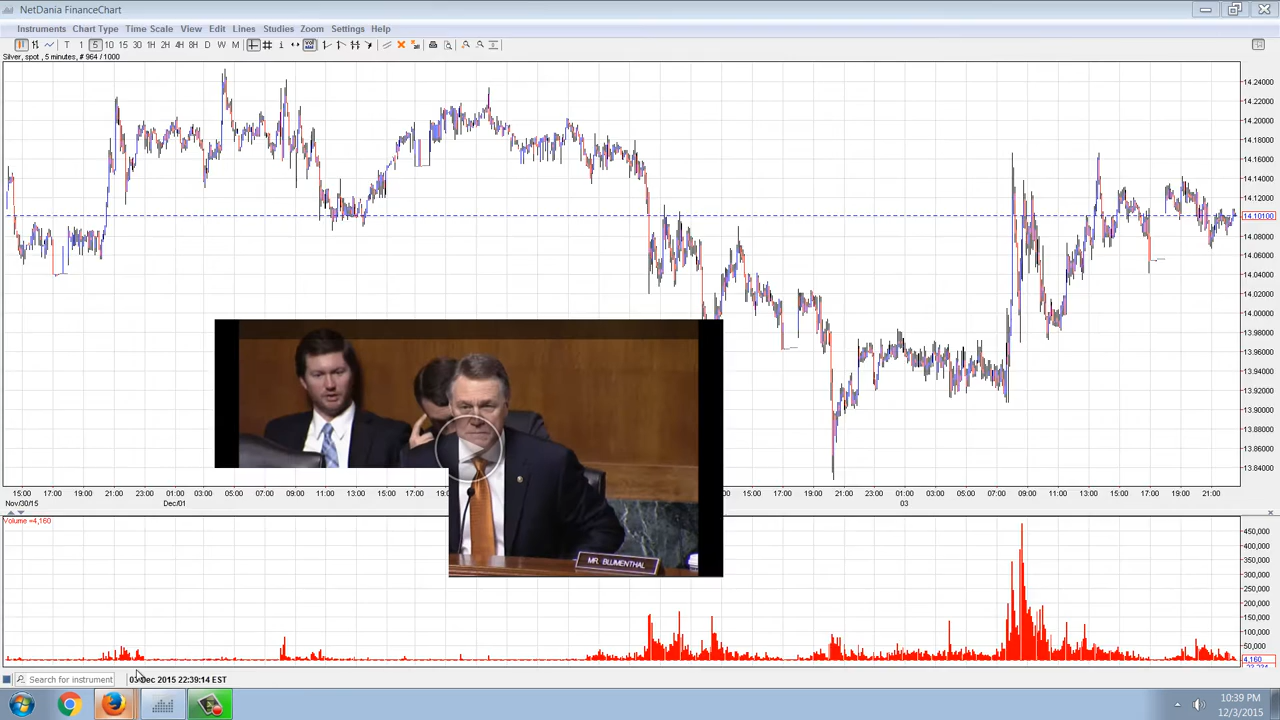 NetDania FinanceChart
Instruments Chart Type Time Scale View Edit Lines Studies Zoom Settings Help
T 1 5 10 15 30 1H 2H 4H 8H D W M
Silver, spot , 5 minutes, # 964 / 1000
14.24000
14.22000
14.20000
14.18000
14.16000
14.14000
14.12000
14.10100
14.08000
14.06000
14.04000
14.02000
14.00000
13.98000
13.96000
13.94000
13.92000
13.90000
13.88000
13.86000
13.84000
MR. BLUMENTHAL
15:00 17:00 19:00 21:00 23:00 01:00 03:00 05:00 07:00 09:00 11:00 13:00 15:00 17:00 19:00 21:00 23:00 01:00 03:00 05:00 07:00 09:00 11:00 13:00 15:00 17:00 19:00 21:00
Nov/30/15 Dec/01 03
Volume =4,160
450,000
400,000
350,000
300,000
250,000
200,000
150,000
100,000
50,000
4,160
Search for instrument
03 Dec 2015 22:39:14 EST
10:39 PM
12/3/2015